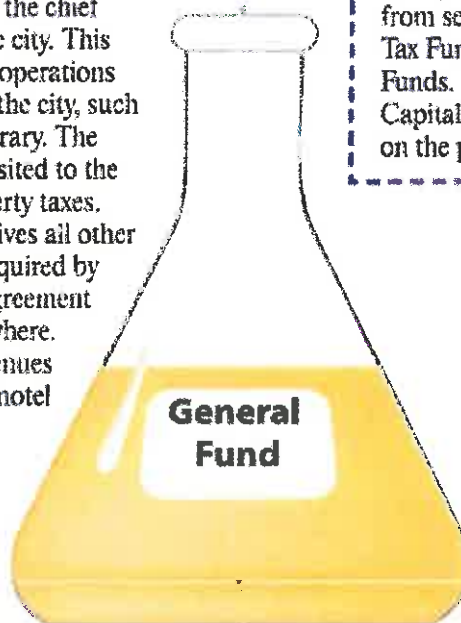 the chief
e city. This
operations
the city, such
rary. The
sited to the
erty taxes.
ives all other
quired by
greement
where.
enues
motel
from se
Tax Fun
Funds.
Capital
on the p
General
Fund